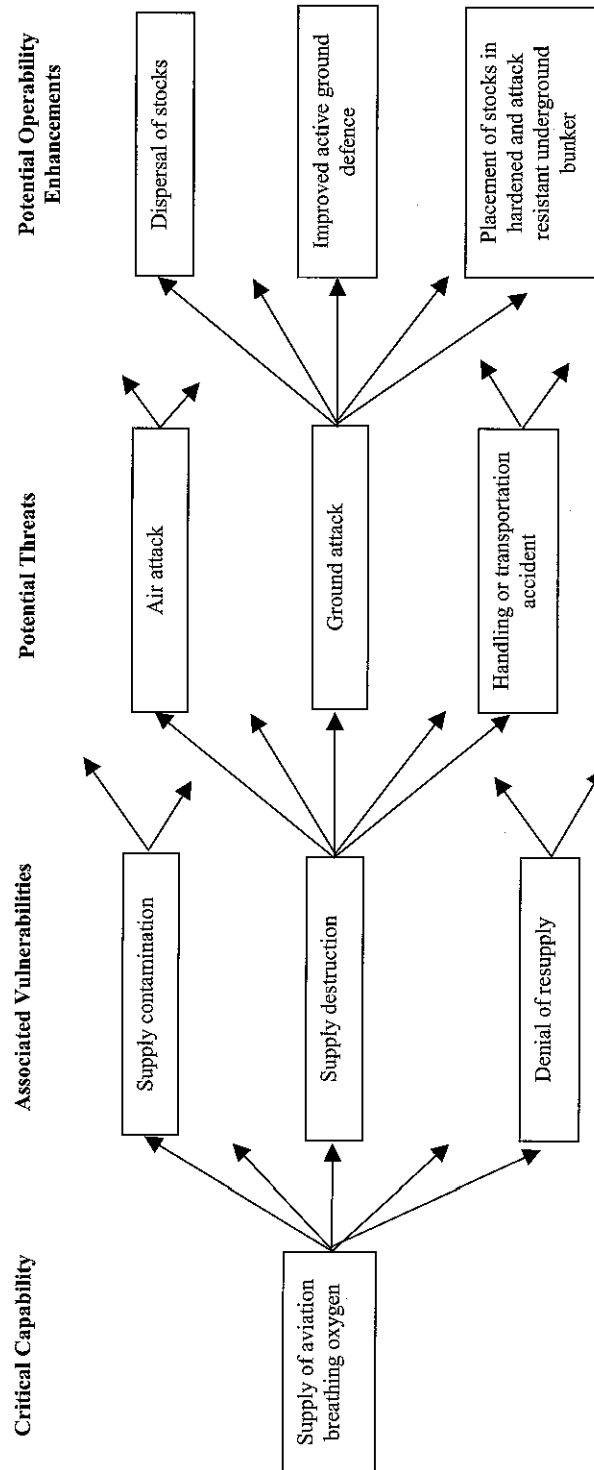 Critical Capability
Associated Vulnerabilities
Potential Threats
Potential Operability
Enhancements
Supply of aviation
breathing oxygen
Supply contamination
Supply destruction
Denial of resupply
Air attack
Ground attack
Handling or transportation
accident
Dispersal of stocks
Improved active ground
defence
Placement of stocks in
hardened and attack
resistant underground
bunker